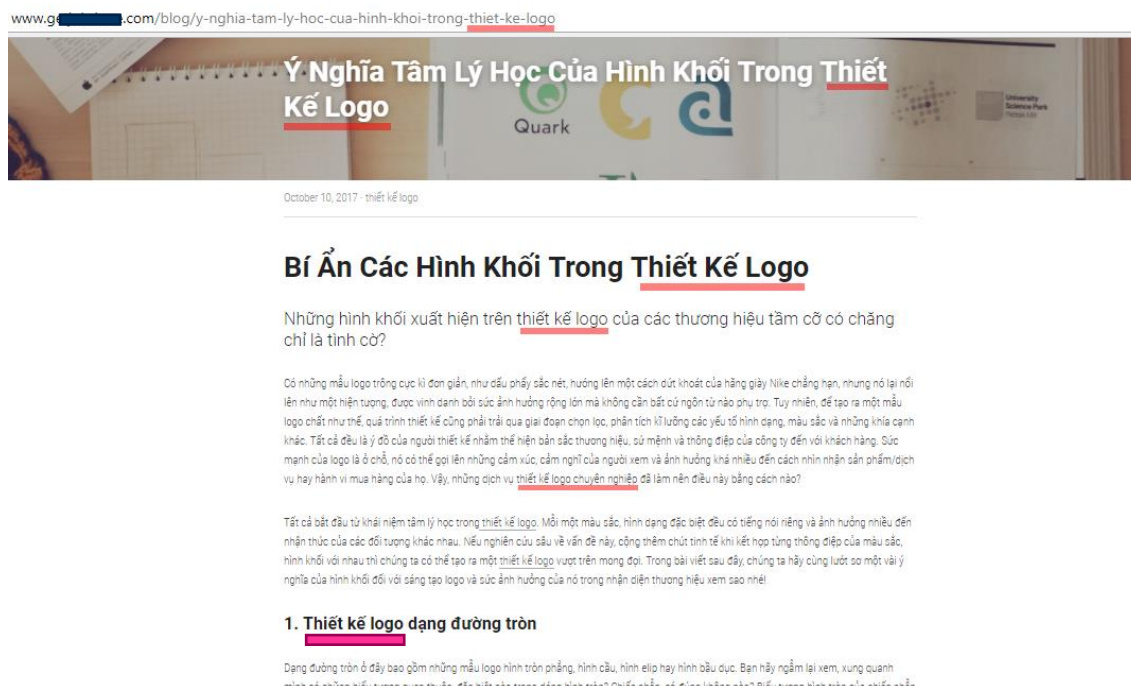 www.ge .com/blog/y-nghia-tam-ly-hoc-cua-hinh-khoi-trong-thiet-ke-logo
Ý Nghĩa Tâm Lý Học Của Hình Khối Trong Thiết
Kế Logo
Quark
University
Science Park
October 10, 2017 · thiết kế logo
Bí Ẩn Các Hình Khối Trong Thiết Kế Logo
Những hình khối xuất hiện trên thiết kế logo của các thương hiệu tầm cỡ có chăng
chỉ là tình cờ?
Có những mẫu logo trông cực kì đơn giản, như dấu phẩy sắc nét, hướng lên một cách dứt khoát của hãng giày Nike chẳng hạn, nhưng nó lại nổi
lên như một hiện tượng, được vinh danh bởi sức ảnh hưởng rộng lớn mà không cần bất cứ ngôn từ nào phụ trợ. Tuy nhiên, để tạo ra một mẫu
logo chất như thế, quá trình thiết kế cũng phải trải qua giai đoạn chọn lọc, phân tích kĩ lưỡng các yếu tố hình dạng, màu sắc và những khía cạnh
khác. Tất cả đều là ý đồ của người thiết kế nhằm thể hiện bản sắc thương hiệu, sứ mệnh và thông điệp của công ty đến với khách hàng. Sức
mạnh của logo là ở chỗ, nó có thể gợi lên những cảm xúc, cảm nghĩ của người xem và ảnh hưởng khá nhiều đến cách nhìn nhận sản phẩm/dịch
vụ hay hành vi mua hàng của họ. Vậy, những dịch vụ thiết kế logo chuyên nghiệp đã làm nên điều này bằng cách nào?
Tất cả bắt đầu từ khái niệm tâm lý học trong thiết kế logo. Mỗi một màu sắc, hình dạng đặc biệt đều có tiếng nói riêng và ảnh hưởng nhiều đến
nhận thức của các đối tượng khác nhau. Nếu nghiên cứu sâu về vấn đề này, cộng thêm chút tinh tế khi kết hợp từng thông điệp của màu sắc,
hình khối với nhau thì chúng ta có thể tạo ra một thiết kế logo vượt trên mong đợi. Trong bài viết sau đây, chúng ta hãy cùng lướt sơ một vài ý
nghĩa của hình khối đối với sáng tạo logo và sức ảnh hưởng của nó trong nhận diện thương hiệu xem sao nhé!
1. Thiết kế logo dạng đường tròn
Dạng đường tròn ở đây bao gồm những mẫu logo hình tròn phẳng, hình cầu, hình elip hay hình bầu dục. Bạn hãy ngẫm lại xem, xung quanh